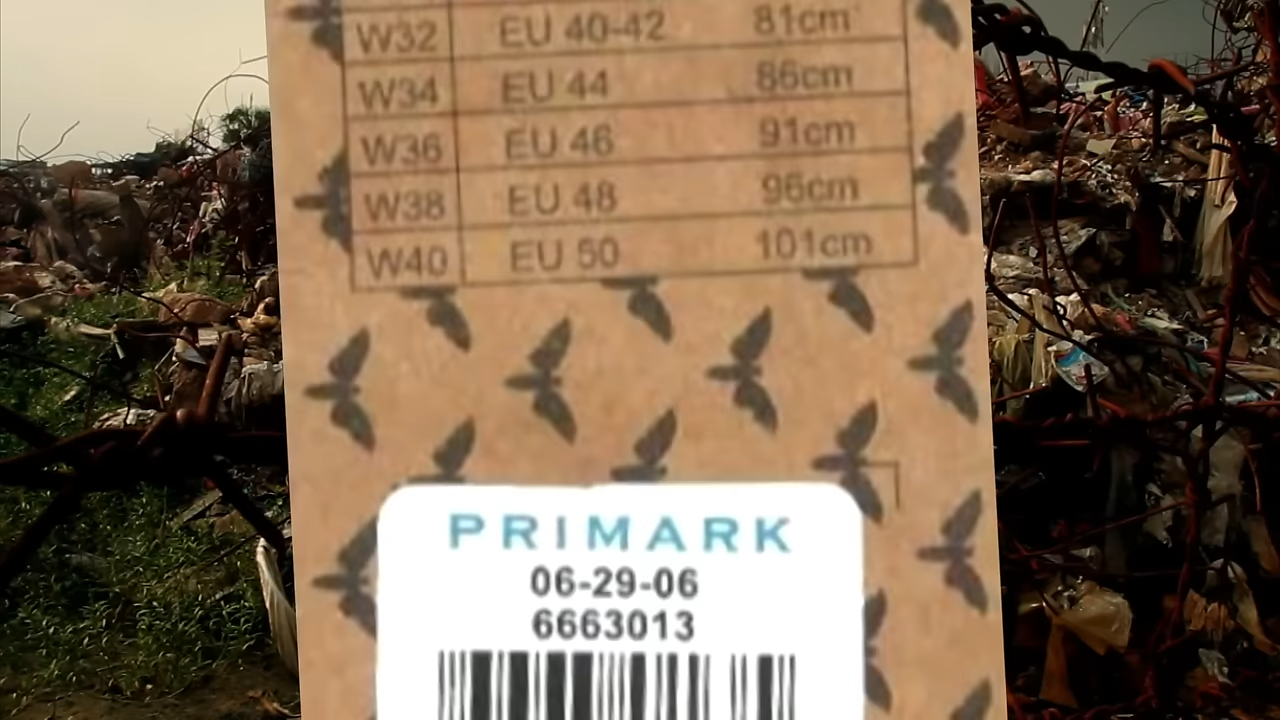 W32 EU 40-42 81cm
W34 EU 44 86cm
W36 EU 46 91cm
W38 EU 48 96cm
W40 EU 50 101cm
PRIMARK
06-29-06
6663013